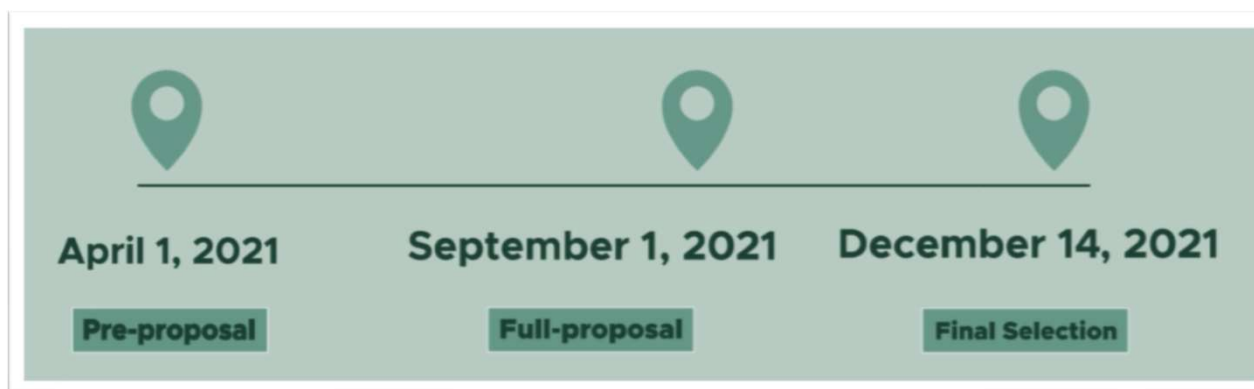 April 1, 2021
September 1, 2021
December 14, 2021
Pre-proposal
Full-proposal
Final Selection